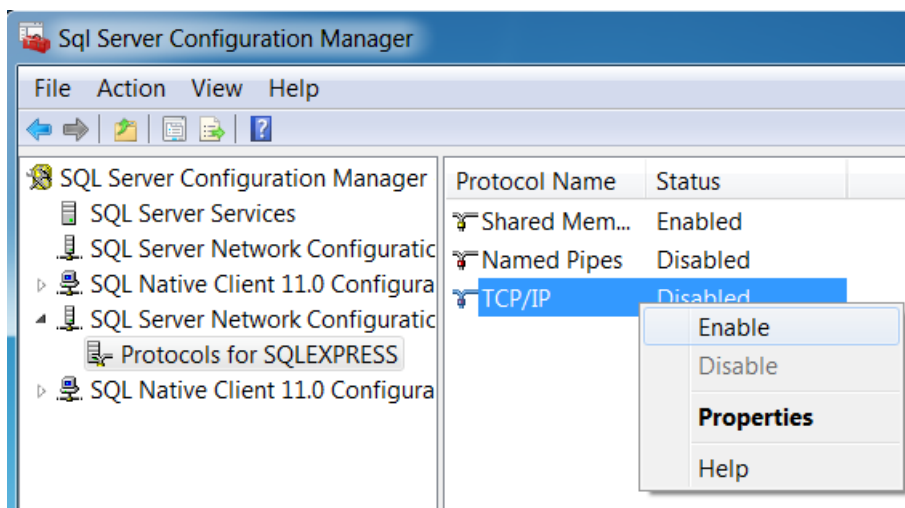 Sql Server Configuration Manager
File Action View Help
SQL Server Configuration Manager
SQL Server Services
SQL Server Network Configuratic
SQL Native Client 11.0 Configura
SQL Server Network Configuratic
Protocols for SQLEXPRESS
SQL Native Client 11.0 Configura
Protocol Name Status
Shared Mem... Enabled
Named Pipes Disabled
TCP/IP Disabled
Enable
Disable
Properties
Help